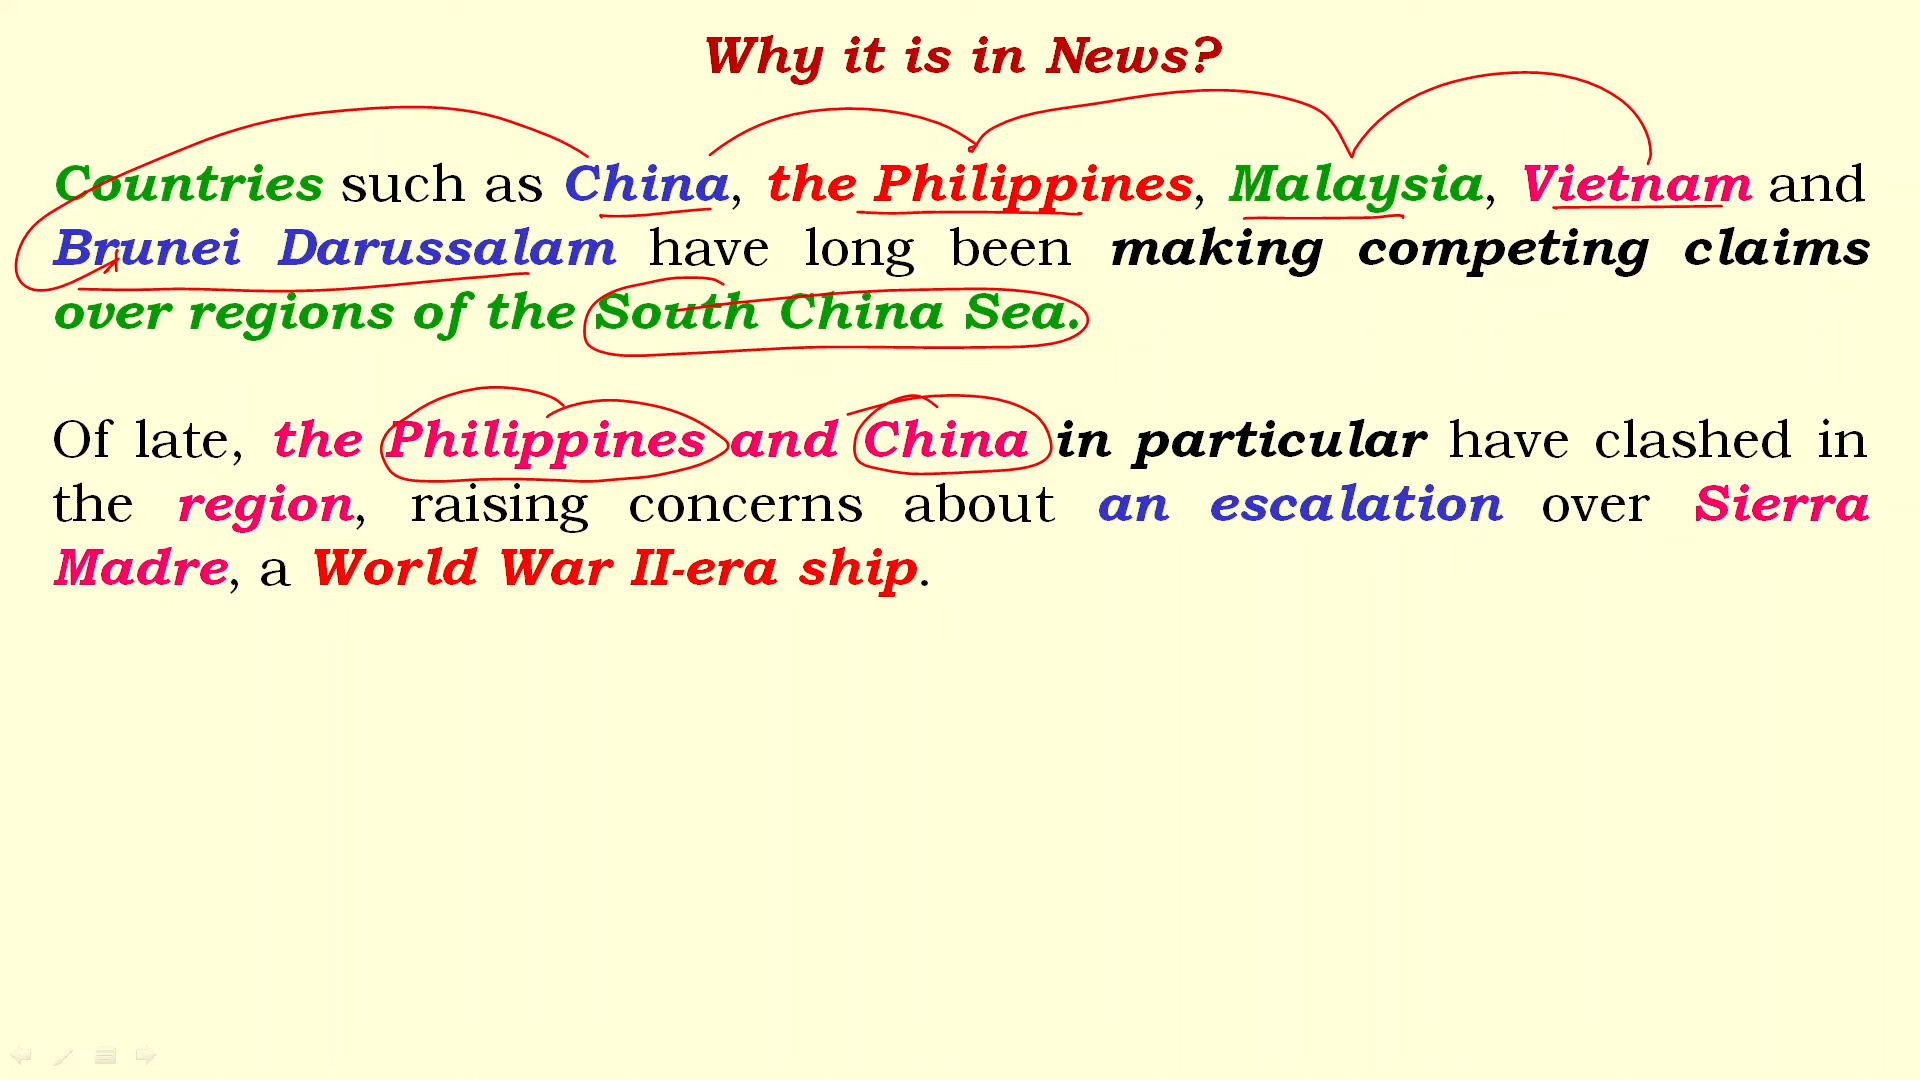 Why it is in News?
Countries such as China, the Philippines, Malaysia, Vietnam and
Brunei Darussalam have long been making competing claims
over regions of the South China Sea.
Of late, the Philippines and China in particular have clashed in
the region, raising concerns about an escalation over Sierra
Madre, a World War II-era ship.